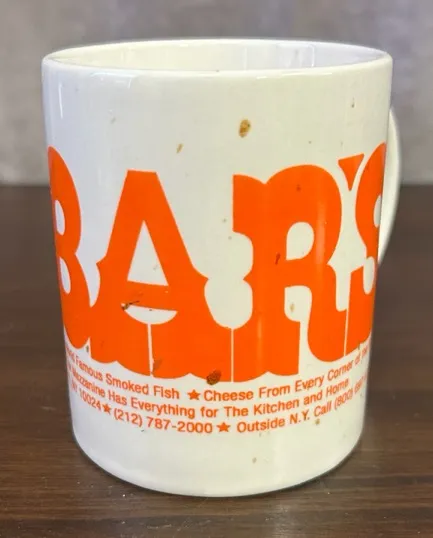 BAR'S
Famous Smoked Fish ★ Cheese From Every Corner of
Mezzanine Has Everything for The Kitchen and Home
10024 ★ (212) 787-2000 ★ Outside N.Y. Call (800)